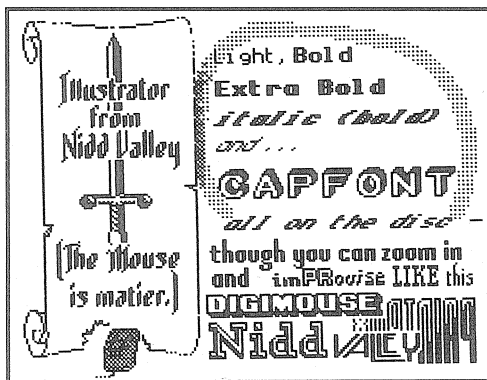 Illustrator
from
Nidd Valley
(The Mouse
is matier.)
Light, Bold
Extra Bold
italic (bold)
and...
CAPFONT
all on the disc -
though you can zoom in
and imPRovise LIKE this
DIGIMOUSE
Nidd VALLEY